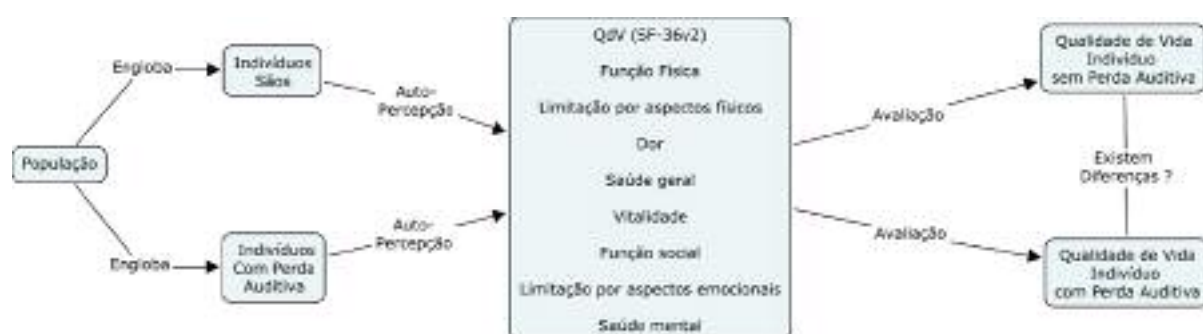 População
Engloba
Indivíduos
Sãos
Engloba
Indivíduos
Com Perda
Auditiva
Auto-
Percepção
Auto-
Percepção
QdV (SF-36v2)
Função Física
Limitação por aspectos físicos
Dor
Saúde geral
Vitalidade
Função social
Limitação por aspectos emocionais
Saúde mental
Avaliação
Avaliação
Qualidade de Vida
Indivíduo
sem Perda Auditiva
Existem
Diferenças ?
Qualidade de Vida
Indivíduo
com Perda Auditiva